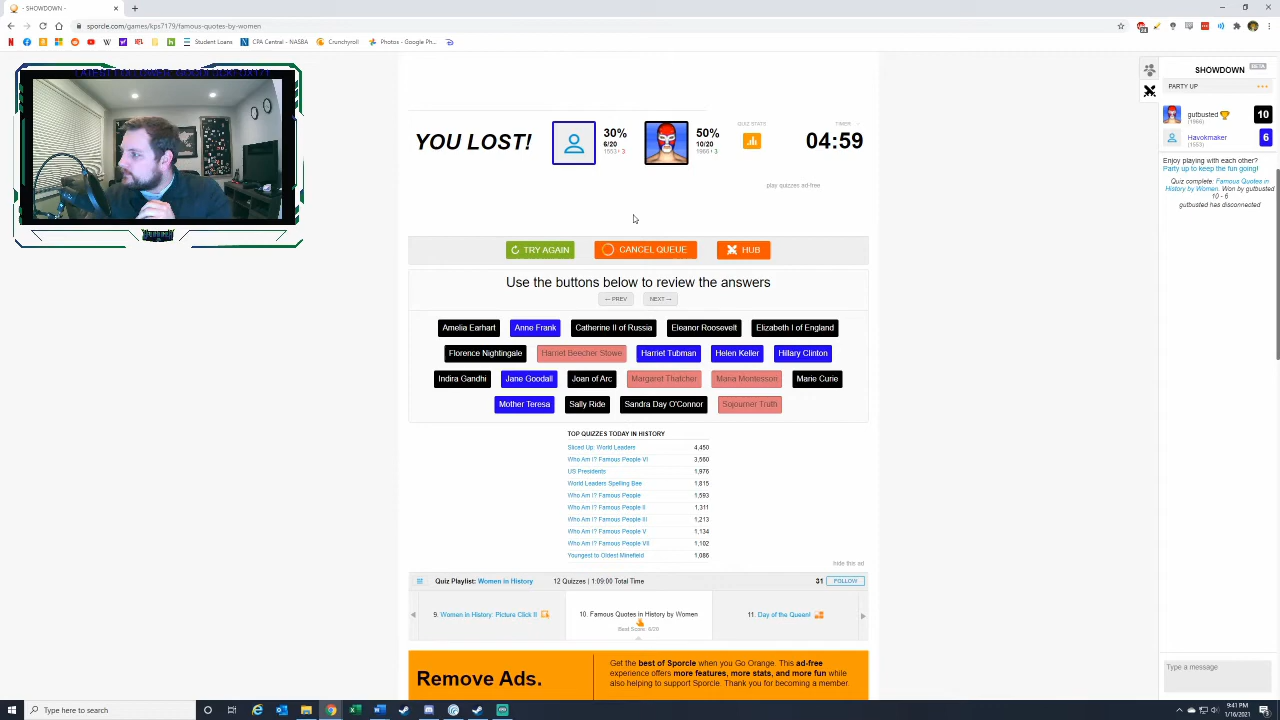 - SHOWDOWN -
sporcle.com/games/kps7179/famous-quotes-by-women
Student Loans
CPA Central - NASBA
Crunchyroll
Photos - Google Ph...
YOU LOST!
30%
6/20
50%
10/20
QUIZ STATS
TIMER
04:59
play quizzes ad-free
TRY AGAIN
CANCEL QUEUE
HUB
Use the buttons below to review the answers
← PREV
NEXT →
Amelia Earhart
Anne Frank
Catherine II of Russia
Eleanor Roosevelt
Elizabeth I of England
Florence Nightingale
Harriet Beecher Stowe
Harriet Tubman
Helen Keller
Hillary Clinton
Indira Gandhi
Jane Goodall
Joan of Arc
Margaret Thatcher
Maria Montessori
Marie Curie
Mother Teresa
Sally Ride
Sandra Day O'Connor
Sojourner Truth
TOP QUIZZES TODAY IN HISTORY
Sliced Up: World Leaders 4,450
Who Am I? Famous People VI 3,560
US Presidents 1,976
World Leaders Spelling Bee 1,815
Who Am I? Famous People 1,593
Who Am I? Famous People II 1,311
Who Am I? Famous People III 1,213
Who Am I? Famous People V 1,134
Who Am I? Famous People VII 1,102
Youngest to Oldest Minefield 1,086
hide this ad
Quiz Playlist: Women in History 12 Quizzes | 1:09:00 Total Time 31 FOLLOW
9. Women in History: Picture Click II
10. Famous Quotes in History by Women
Best Score: 6/20
11. Day of the Queen!
Remove Ads.
Get the best of Sporcle when you Go Orange. This ad-free
experience offers more features, more stats, and more fun while
also helping to support Sporcle. Thank you for becoming a member.
SHOWDOWN BETA
PARTY UP
gutbusted
10
Havokmaker
(1553)
6
Enjoy playing with each other?
Party up to keep the fun going!
Quiz complete: Famous Quotes in
History by Women. Won by gutbusted
10 - 6
gutbusted has disconnected
Type a message
Type here to search
9:41 PM
1/16/2021